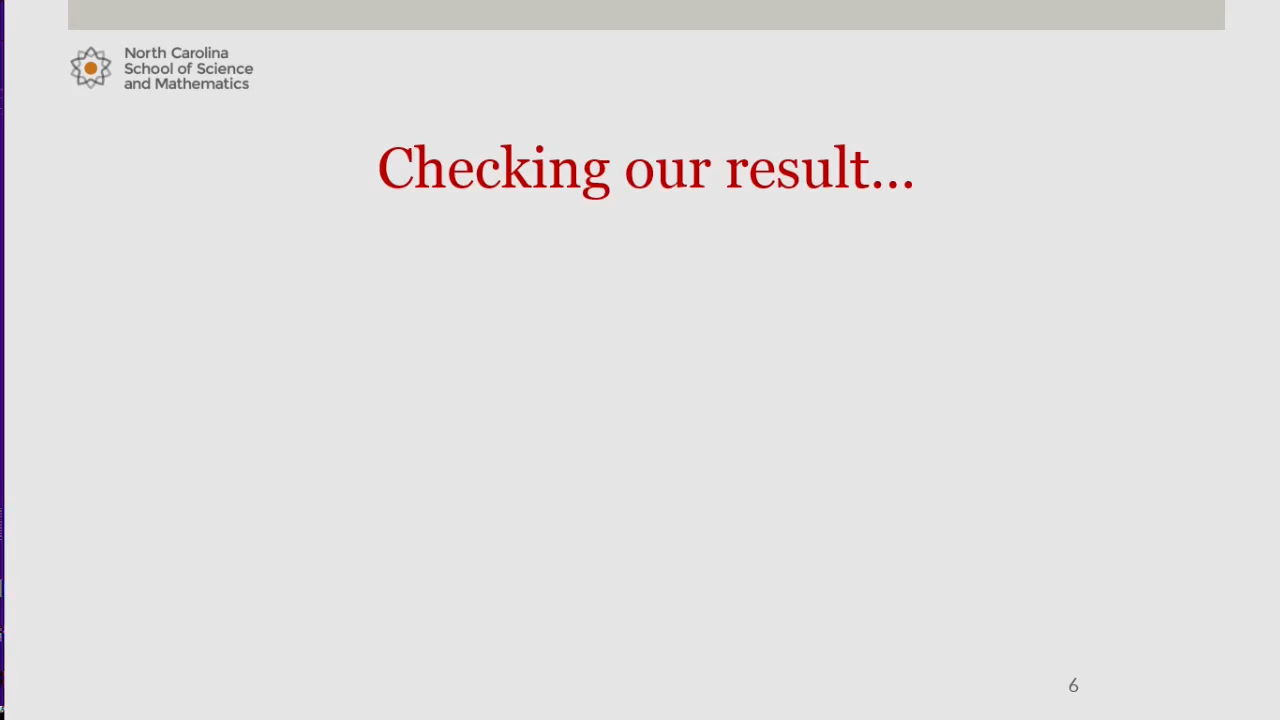 North Carolina
School of Science
and Mathematics
Checking our result...
6